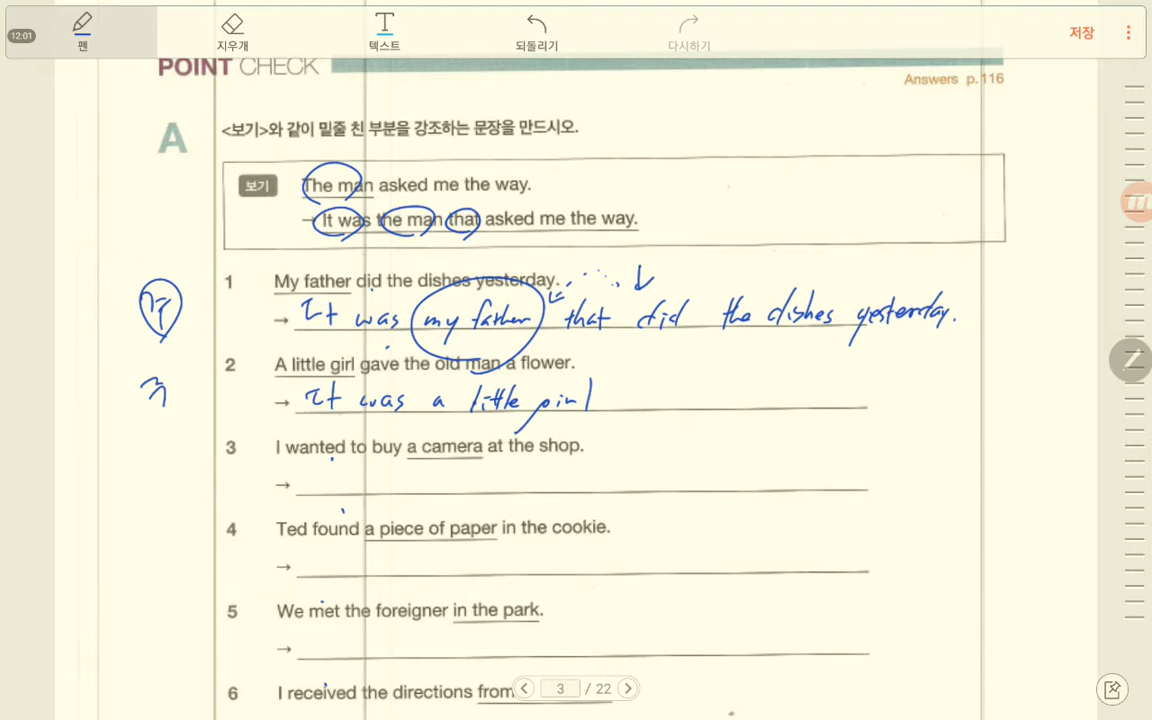 12:01
펜
지우개
텍스트
되돌리기
다시하기
저장
POINT CHECK
Answers p.116
A <보기>와 같이 밑줄 친 부분을 강조하는 문장을 만드시오.
보기 The man asked me the way.
→ It was the man that asked me the way.
1 My father did the dishes yesterday.
→ It was my father that did the dishes yesterday.
2 A little girl gave the old man a flower.
→ It was a little girl
3 I wanted to buy a camera at the shop.
→
4 Ted found a piece of paper in the cookie.
→
5 We met the foreigner in the park.
→
6 I received the directions from
3 / 22